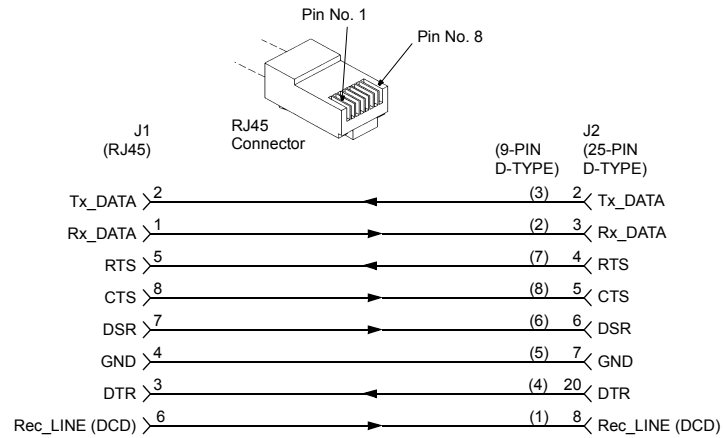 Pin No. 1
Pin No. 8
RJ45
Connector
J1
(RJ45)
(9-PIN
D-TYPE)
J2
(25-PIN
D-TYPE)
Tx_DATA 2 (3) 2 Tx_DATA
Rx_DATA 1 (2) 3 Rx_DATA
RTS 5 (7) 4 RTS
CTS 8 (8) 5 CTS
DSR 7 (6) 6 DSR
GND 4 (5) 7 GND
DTR 3 (4) 20 DTR
Rec_LINE (DCD) 6 (1) 8 Rec_LINE (DCD)